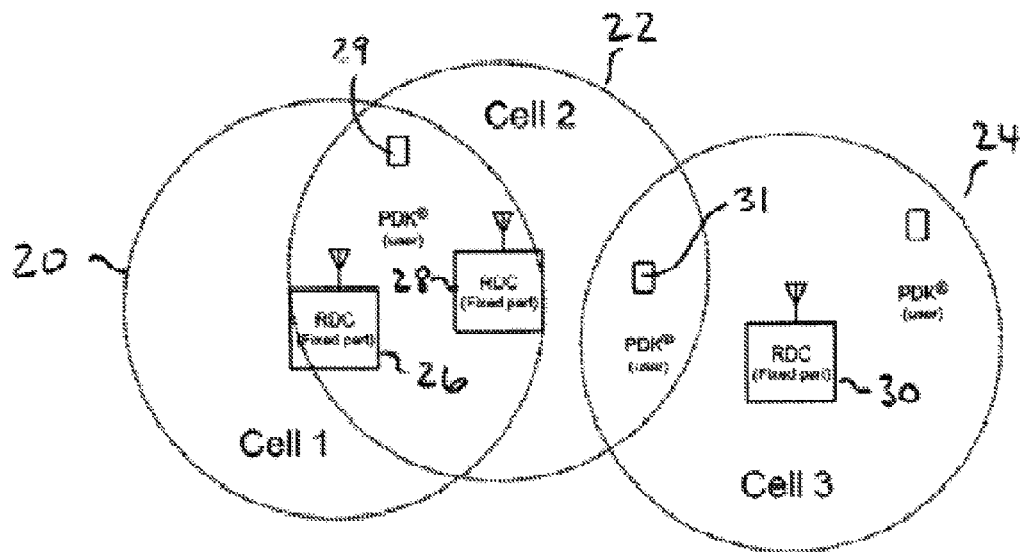 29
22
Cell 2
24
PDK®
(user)
31
20
28
RDC
(Fixed part)
RDC
(Fixed part)
26
PDK®
(user)
PDK®
(user)
RDC
(Fixed part)
30
Cell 1
Cell 3